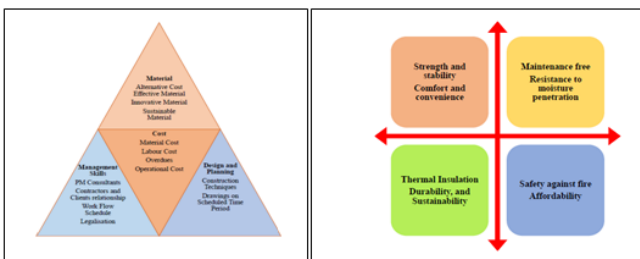 Material
Alternative Cost
Effective Material
Innovative Material
Sustainable
Material
Cost
Material Cost
Labour Cost
Overdues
Operational Cost
Management
Skills
PM Consultants
Contractors and
Clients relationship
Work Flow
Schedule
Legalisation
Design and
Planning
Construction
Techniques
Drawings on
Scheduled Time
Period
Strength and
stability
Comfort and
convenience
Maintenance free
Resistance to
moisture
penetration
Thermal Insulation
Durability, and
Sustainability
Safety against fire
Affordability